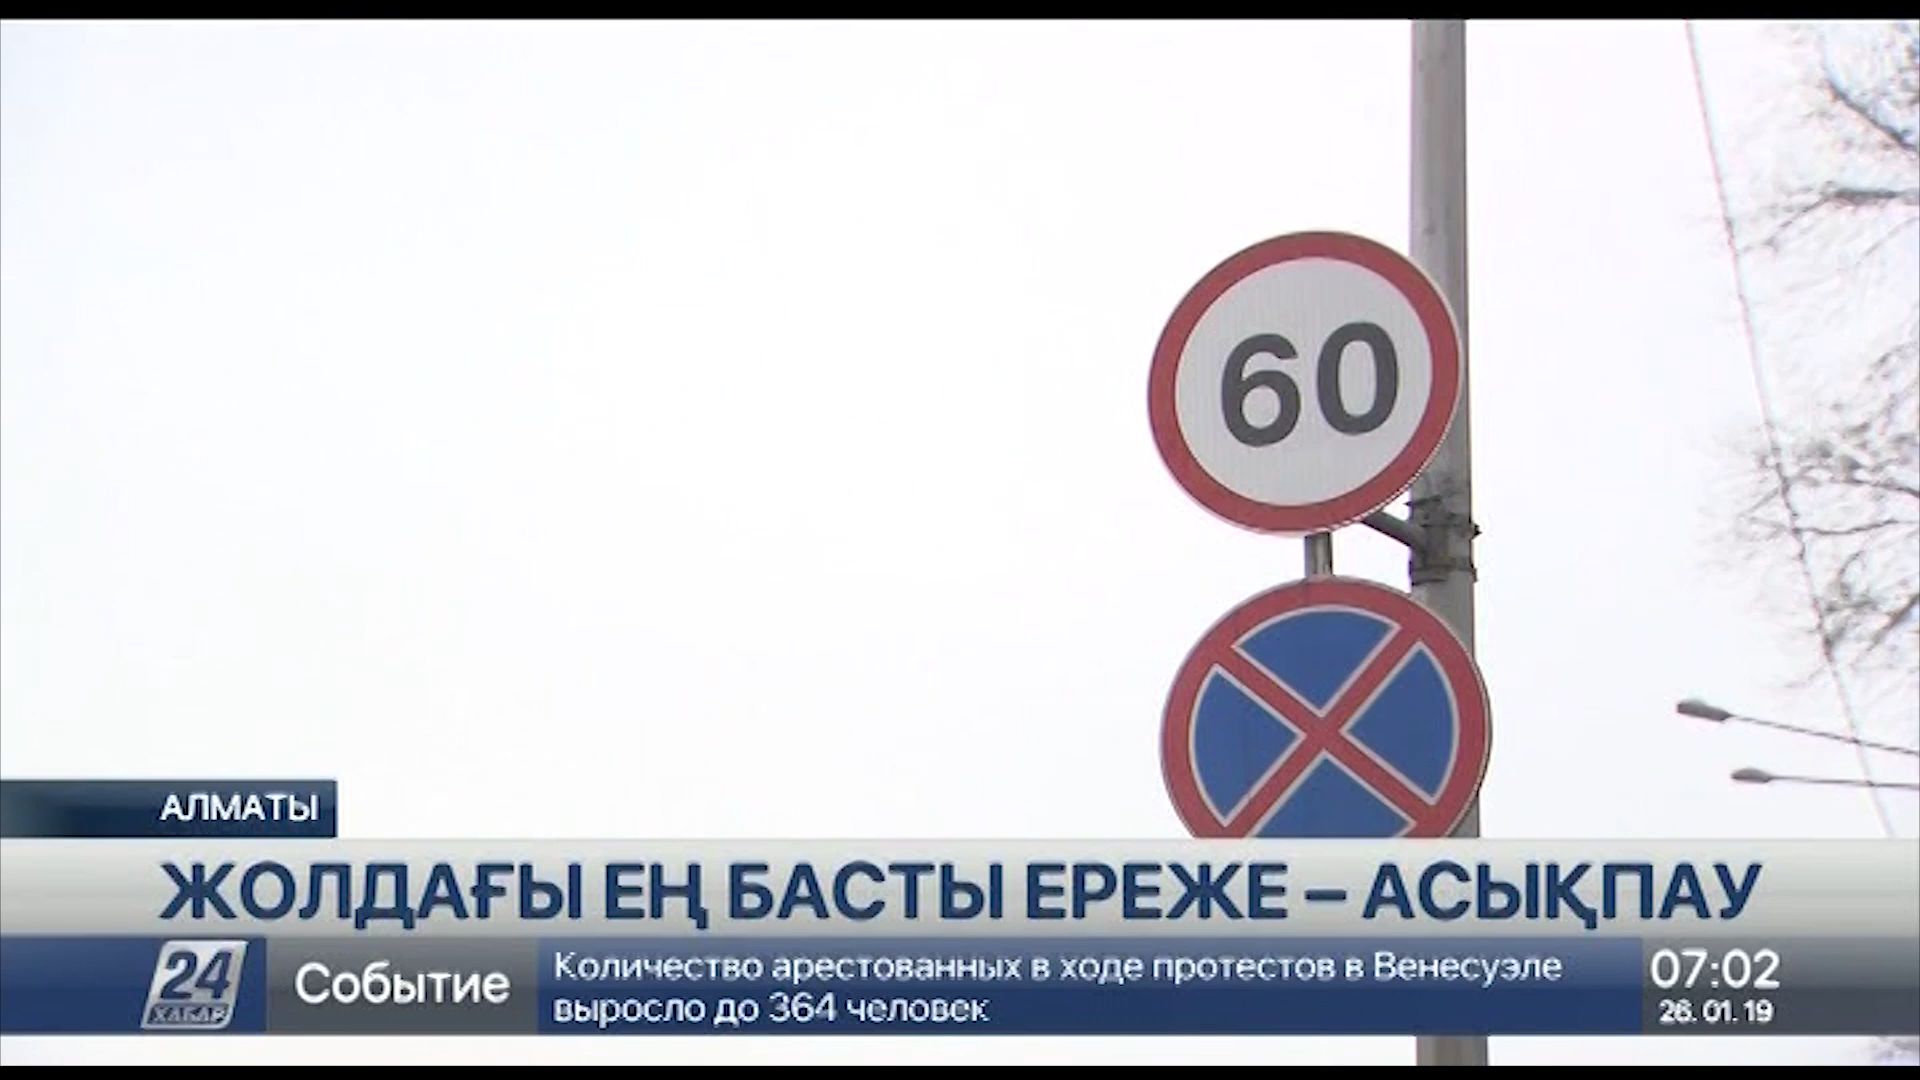 60
АЛМАТЫ
ЖОЛДАҒЫ ЕҢ БАСТЫ ЕРЕЖЕ – АСЫҚПАУ
24
ХАБАР
Событие
Количество арестованных в ходе протестов в Венесуэле
выросло до 364 человек
07:02
26. 01. 19